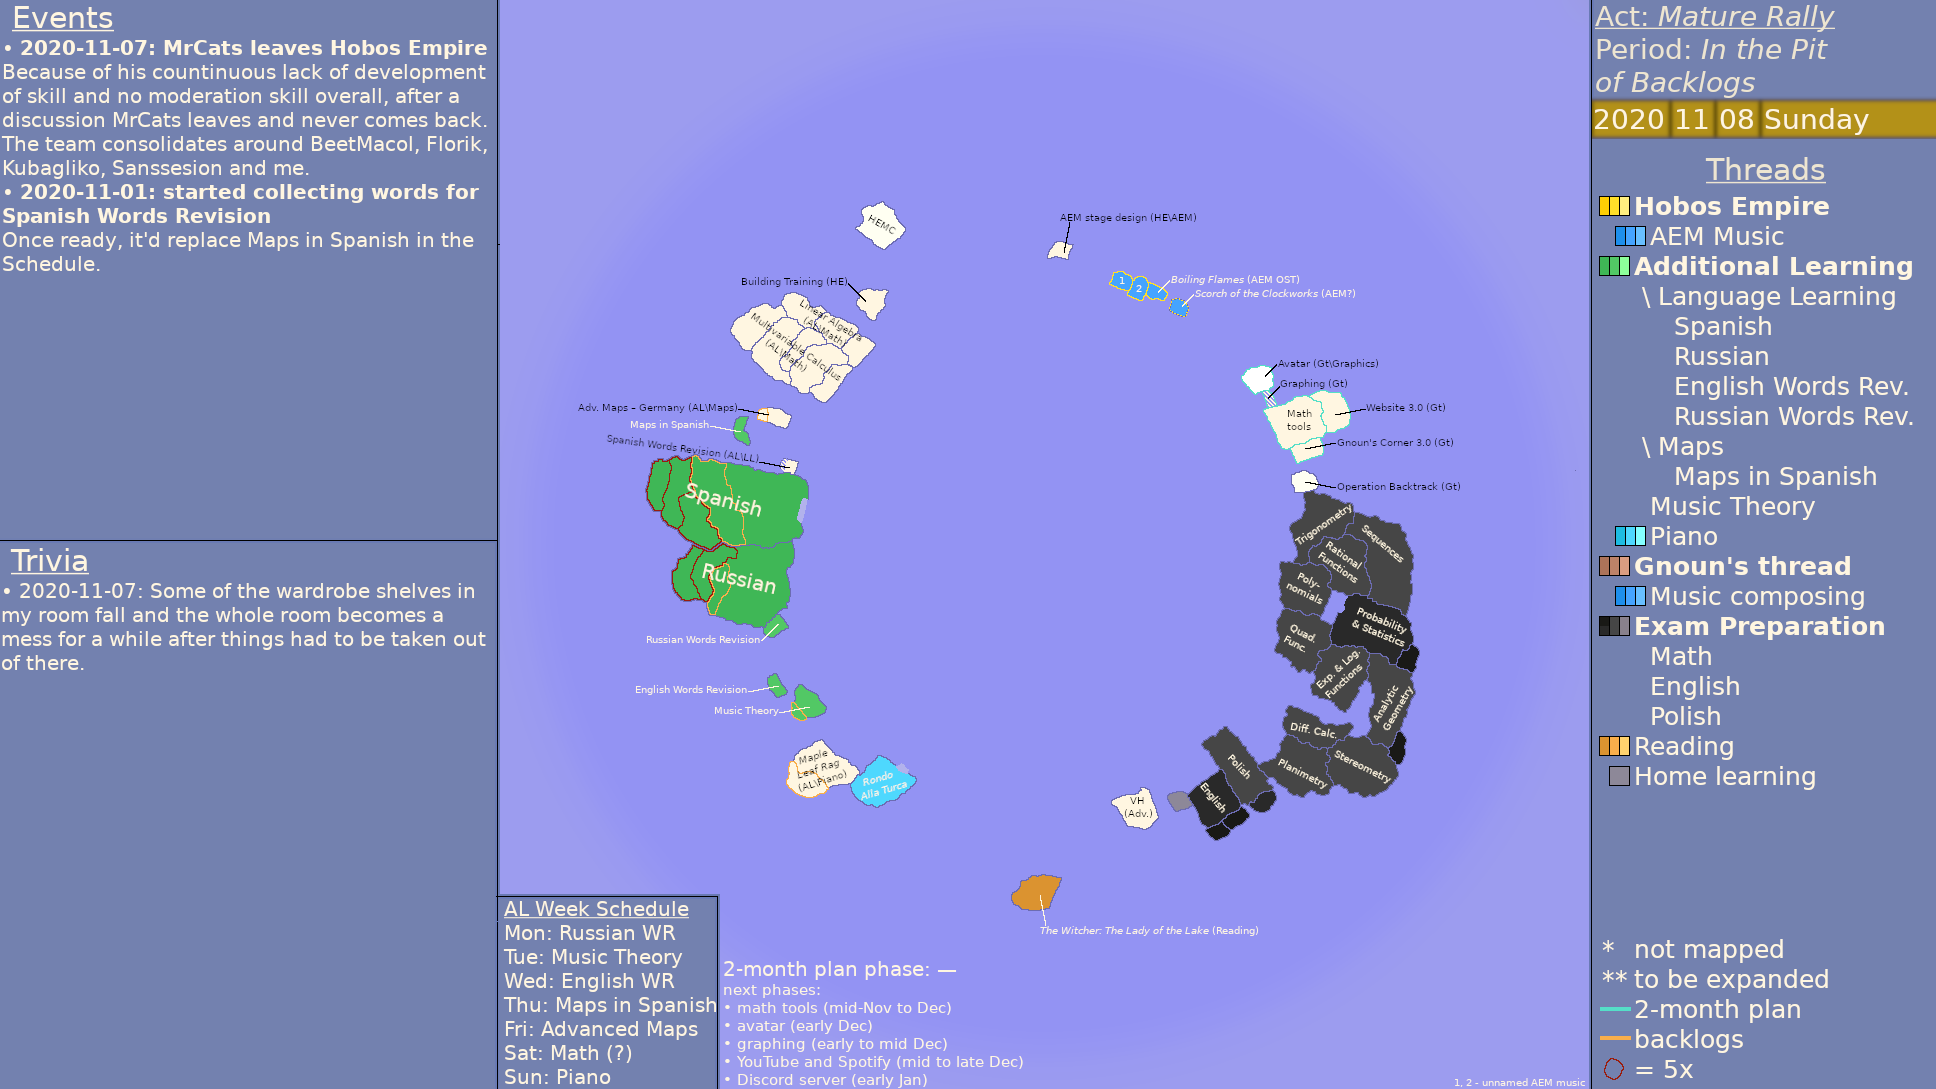 Events
• 2020-11-07: MrCats leaves Hobos Empire
Because of his countinuous lack of development
of skill and no moderation skill overall, after a
discussion MrCats leaves and never comes back.
The team consolidates around BeetMacol, Florik,
Kubagliko, Sanssesion and me.
• 2020-11-01: started collecting words for
Spanish Words Revision
Once ready, it'd replace Maps in Spanish in the
Schedule.
Trivia
• 2020-11-07: Some of the wardrobe shelves in
my room fall and the whole room becomes a
mess for a while after things had to be taken out
of there.
HEMC
AEM stage design (HE\AEM)
Building Training (HE)
1
2
Boiling Flames (AEM OST)
Scorch of the Clockworks (AEM?)
Linear Algebra
(AL\Math)
Multivariable Calculus
(AL\Math)
Adv. Maps – Germany (AL\Maps)
Maps in Spanish
Spanish Words Revision (AL\LL)
Spanish
Russian
Russian Words Revision
English Words Revision
Music Theory
Maple
Leaf Rag
(AL\Piano)
Rondo
Alla Turca
Avatar (Gt\Graphics)
Graphing (Gt)
Math
tools
Website 3.0 (Gt)
Gnoun's Corner 3.0 (Gt)
Operation Backtrack (Gt)
Trigonometry
Sequences
Rational
Functions
Poly-
nomials
Probability
& Statistics
Quad.
Func.
Exp. & Log.
Functions
Analytic
Geometry
Diff. Calc.
Planimetry
Stereometry
Polish
English
VH
(Adv.)
The Witcher: The Lady of the Lake (Reading)
AL Week Schedule
Mon: Russian WR
Tue: Music Theory
Wed: English WR
Thu: Maps in Spanish
Fri: Advanced Maps
Sat: Math (?)
Sun: Piano
2-month plan phase: —
next phases:
• math tools (mid-Nov to Dec)
• avatar (early Dec)
• graphing (early to mid Dec)
• YouTube and Spotify (mid to late Dec)
• Discord server (early Jan)
1, 2 - unnamed AEM music
Act: Mature Rally
Period: In the Pit
of Backlogs
2020 11 08 Sunday
Threads
Hobos Empire
AEM Music
Additional Learning
\ Language Learning
Spanish
Russian
English Words Rev.
Russian Words Rev.
\ Maps
Maps in Spanish
Music Theory
Piano
Gnoun's thread
Music composing
Exam Preparation
Math
English
Polish
Reading
Home learning
* not mapped
** to be expanded
2-month plan
backlogs
= 5x